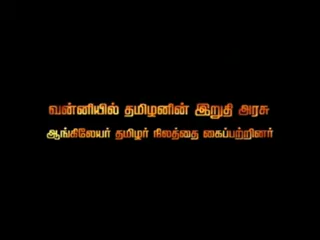 வன்னியில் தமிழனின் இறுதி அரசு
ஆங்கிலேயர் தமிழர் நிலத்தை கைப்பற்றினர்